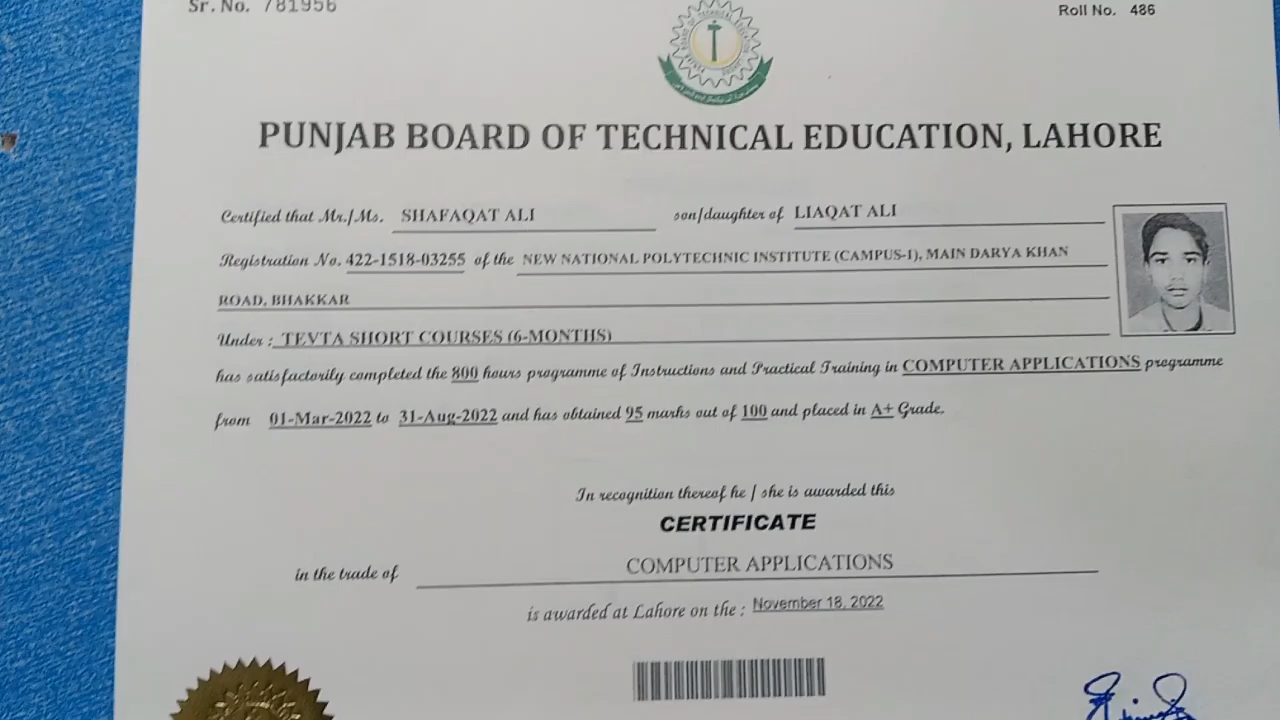 Sr. No. 781956
Roll No. 486
PUNJAB BOARD OF TECHNICAL EDUCATION, LAHORE
Certified that Mr./Ms. SHAFAQAT ALI son/daughter of LIAQAT ALI
Registration No. 422-1518-03255 of the NEW NATIONAL POLYTECHNIC INSTITUTE (CAMPUS-1), MAIN DARYA KHAN
ROAD, BHAKKAR
Under : TEVTA SHORT COURSES (6-MONTHS)
has satisfactorily completed the 800 hours programme of Instructions and Practical Training in COMPUTER APPLICATIONS programme
from 01-Mar-2022 to 31-Aug-2022 and has obtained 95 marks out of 100 and placed in A+ Grade.
In recognition thereof he / she is awarded this
CERTIFICATE
in the trade of COMPUTER APPLICATIONS
is awarded at Lahore on the : November 18, 2022